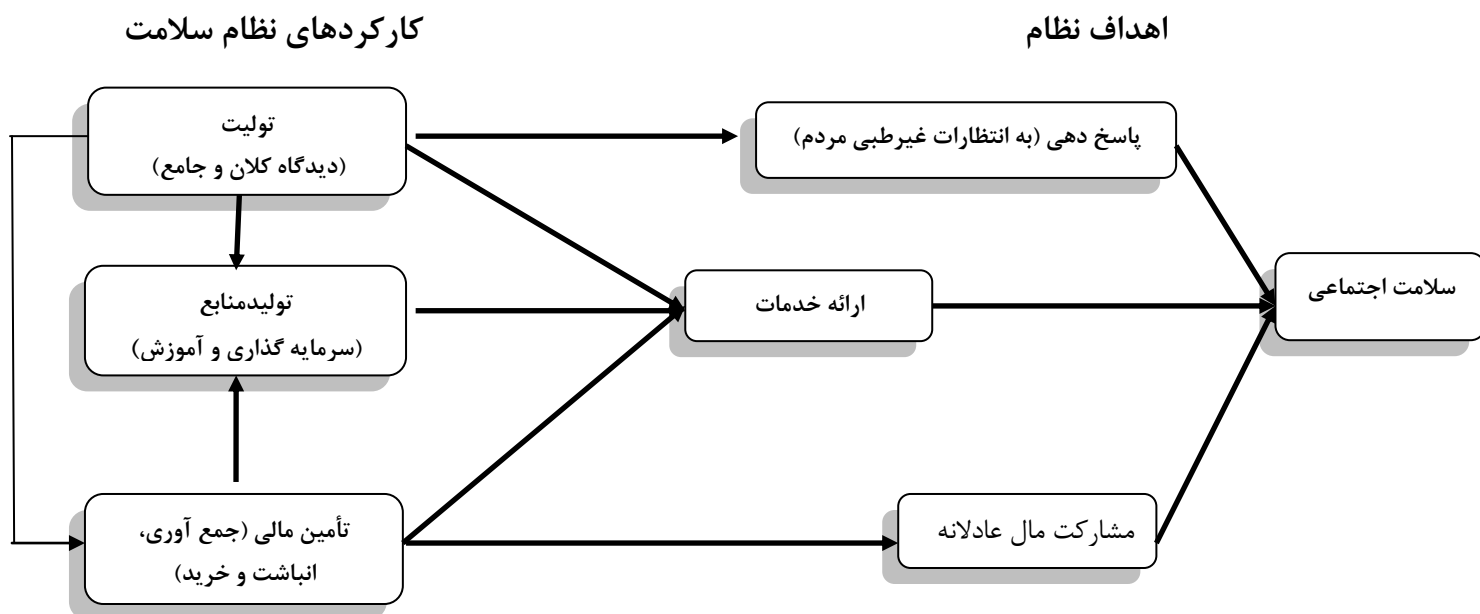 اهداف نظام
کارکردهای نظام سلامت
تولیت
(دیدگاه کلان و جامع)
پاسخ دهی (به انتظارات غیرطبی مردم)
تولیدمنابع
(سرمایه گذاری و آموزش)
ارائه خدمات
سلامت اجتماعی
تأمین مالی (جمع آوری،
انباشت و خرید)
مشارکت مال عادلانه